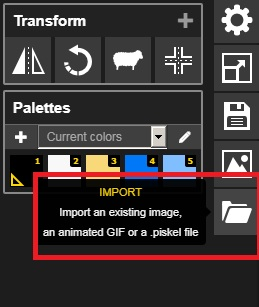 Transform
Palettes
Current colors
1 2 3 4 5
IMPORT
Import an existing image,
an animated GIF or a .piskel file